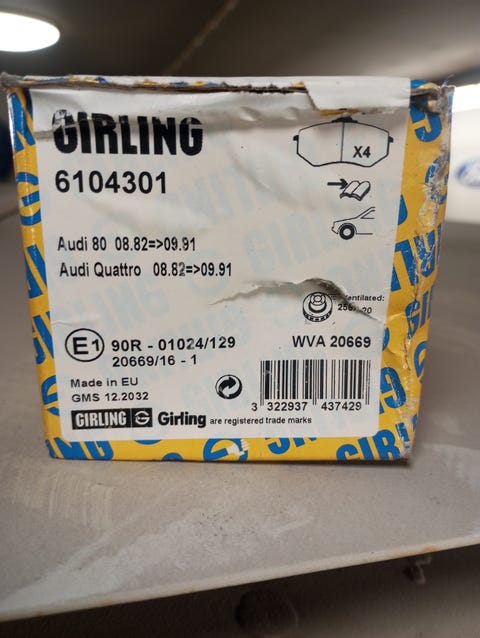 GIRLING
6104301
X4
Audi 80 08.82=>09.91
Audi Quattro 08.82=>09.91
E1
90R - 01024/129
20669/16 - 1
WVA 20669
Made in EU
GMS 12.2032
3 322937 437429
GIRLING Girling are registered trade marks